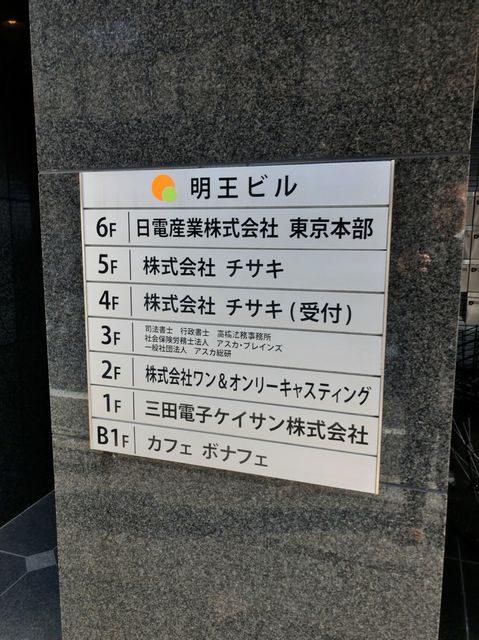 明王ビル
6F 日電産業株式会社 東京本部
5F 株式会社 チサキ
4F 株式会社 チサキ(受付)
3F 司法書士 行政書士 高橋法務事務所
社会保険労務士法人 アスカ・ブレインズ
一般社団法人 アスカ総研
2F 株式会社ワン&オンリーキャスティング
1F 三田電子ケイサン株式会社
B1F カフェ ボナフェ